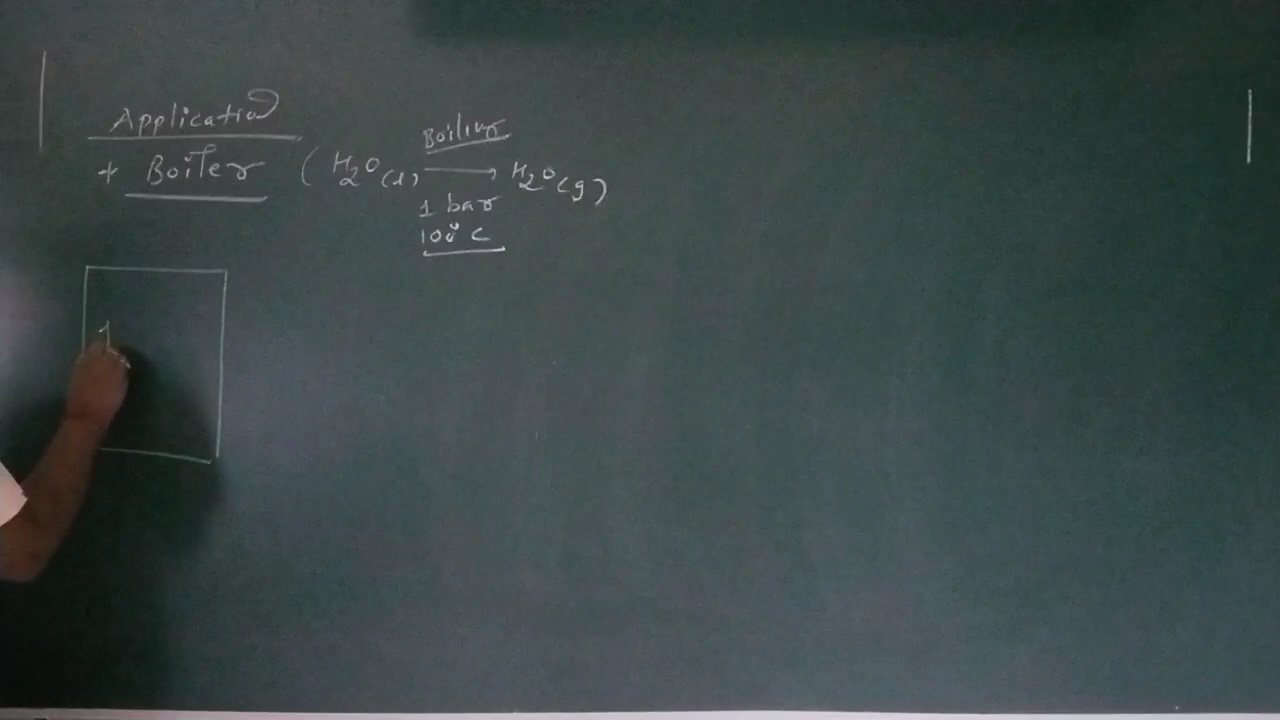 Application
Boiling
+ Boiler (H₂O(l) ⟶ H₂O(g))
1 bar
100°C